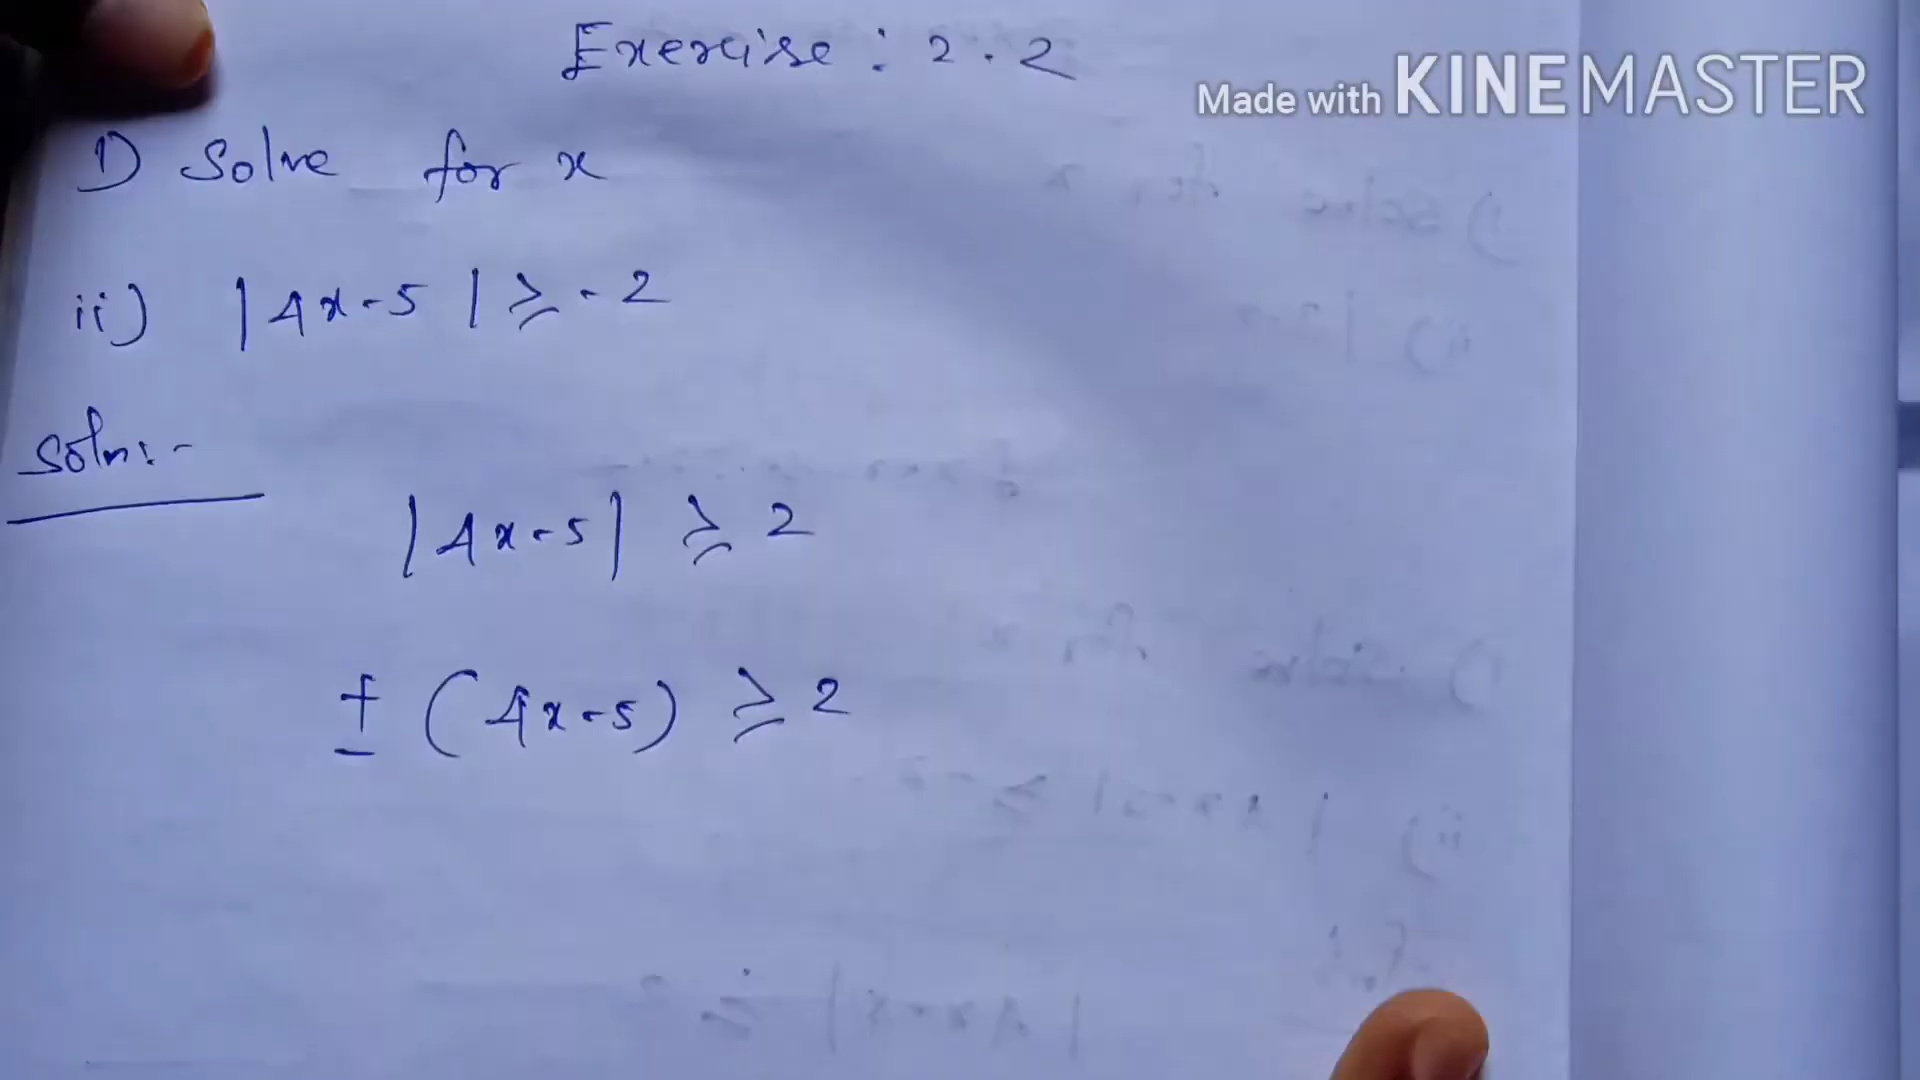 Exercise : 2.2
Made with KINEMASTER
1) Solve for x
ii) |4x-5| ≥ -2
Soln:-
|4x-5| ≥ 2
± (4x-5) ≥ 2